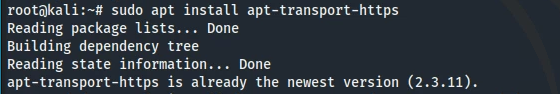 root@kali:~# sudo apt install apt-transport-https
Reading package lists... Done
Building dependency tree
Reading state information... Done
apt-transport-https is already the newest version (2.3.11).